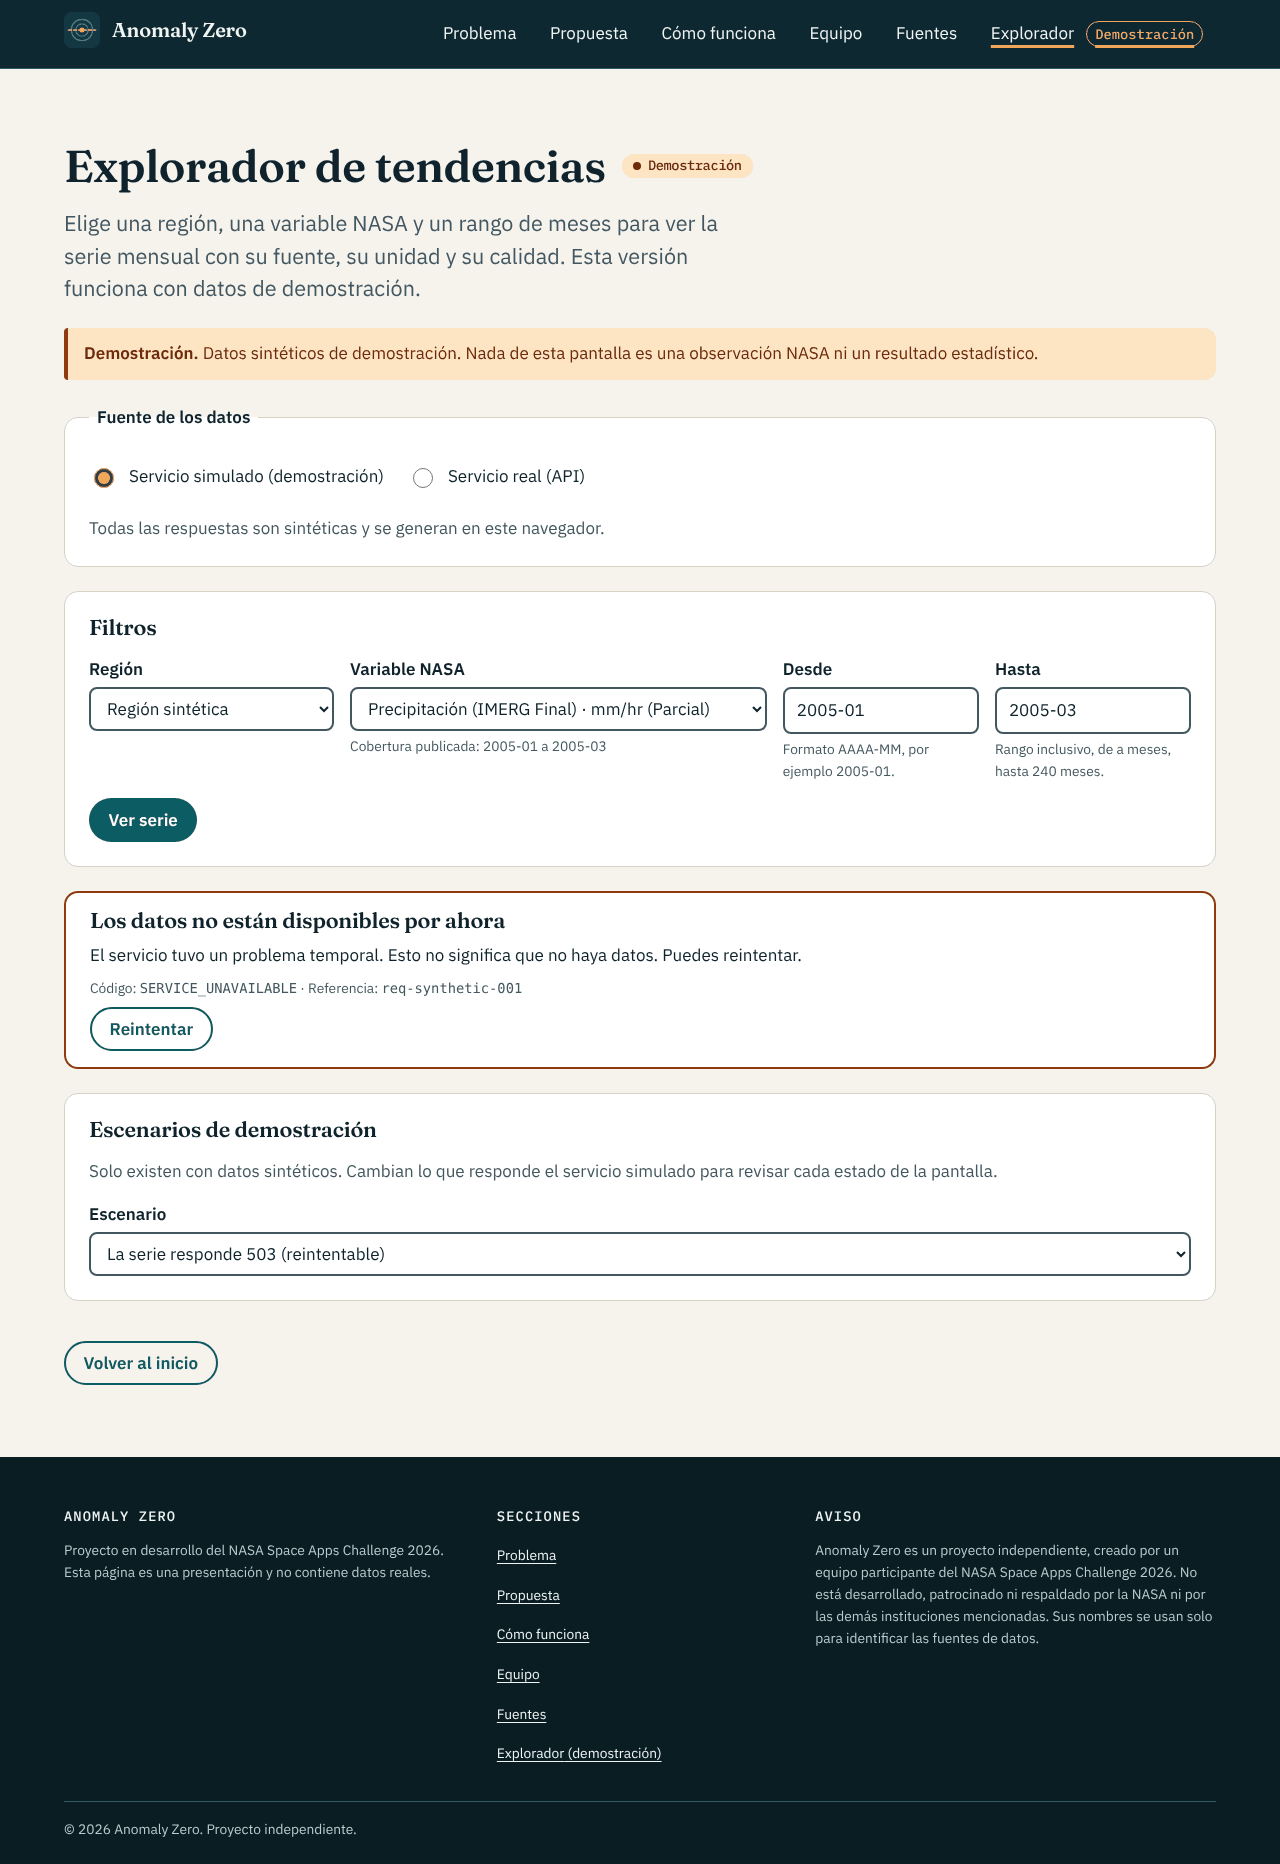 Anomaly Zero
Problema
Propuesta
Cómo funciona
Equipo
Fuentes
Explorador
Demostración
Explorador de tendencias
Demostración
Elige una región, una variable NASA y un rango de meses para ver la
serie mensual con su fuente, su unidad y su calidad. Esta versión
funciona con datos de demostración.
Demostración. Datos sintéticos de demostración. Nada de esta pantalla es una observación NASA ni un resultado estadístico.
Fuente de los datos
Servicio simulado (demostración)
Servicio real (API)
Todas las respuestas son sintéticas y se generan en este navegador.
Filtros
Región
Región sintética
Variable NASA
Precipitación (IMERG Final) · mm/hr (Parcial)
Cobertura publicada: 2005-01 a 2005-03
Desde
2005-01
Formato AAAA-MM, por
ejemplo 2005-01.
Hasta
2005-03
Rango inclusivo, de a meses,
hasta 240 meses.
Ver serie
Los datos no están disponibles por ahora
El servicio tuvo un problema temporal. Esto no significa que no haya datos. Puedes reintentar.
Código: SERVICE_UNAVAILABLE · Referencia: req-synthetic-001
Reintentar
Escenarios de demostración
Solo existen con datos sintéticos. Cambian lo que responde el servicio simulado para revisar cada estado de la pantalla.
Escenario
La serie responde 503 (reintentable)
Volver al inicio
ANOMALY ZERO
Proyecto en desarrollo del NASA Space Apps Challenge 2026.
Esta página es una presentación y no contiene datos reales.
SECCIONES
Problema
Propuesta
Cómo funciona
Equipo
Fuentes
Explorador (demostración)
AVISO
Anomaly Zero es un proyecto independiente, creado por un
equipo participante del NASA Space Apps Challenge 2026. No
está desarrollado, patrocinado ni respaldado por la NASA ni por
las demás instituciones mencionadas. Sus nombres se usan solo
para identificar las fuentes de datos.
© 2026 Anomaly Zero. Proyecto independiente.